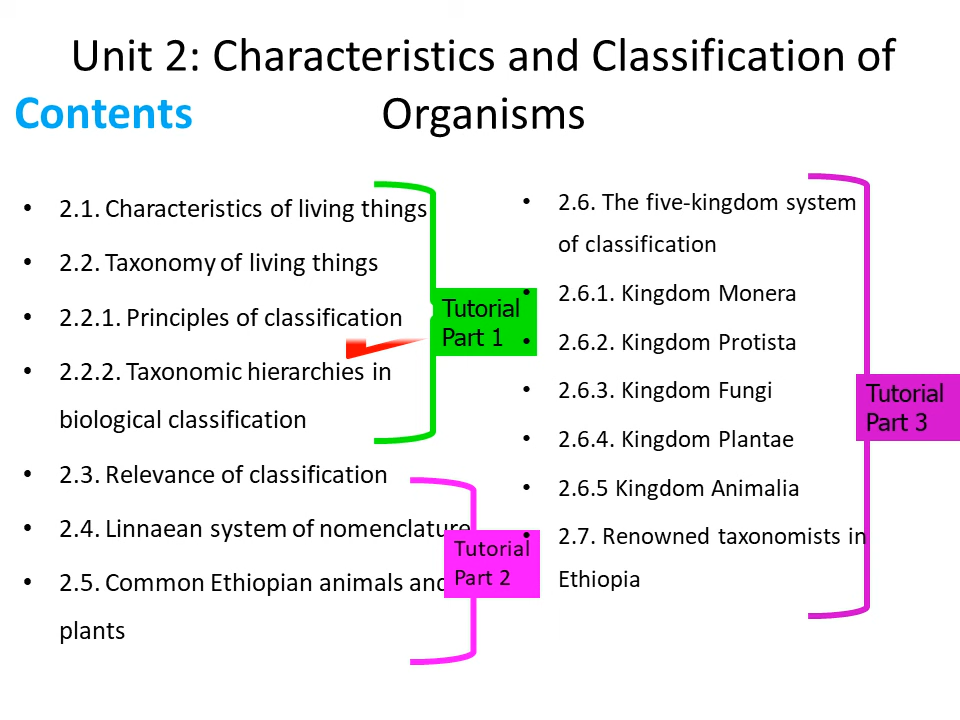 Unit 2: Characteristics and Classification of
Organisms
Contents
• 2.1. Characteristics of living things
• 2.2. Taxonomy of living things
• 2.2.1. Principles of classification
• 2.2.2. Taxonomic hierarchies in
biological classification
Tutorial
Part 1
• 2.3. Relevance of classification
• 2.4. Linnaean system of nomenclature
• 2.5. Common Ethiopian animals and
plants
Tutorial
Part 2
• 2.6. The five-kingdom system
of classification
• 2.6.1. Kingdom Monera
• 2.6.2. Kingdom Protista
• 2.6.3. Kingdom Fungi
• 2.6.4. Kingdom Plantae
• 2.6.5 Kingdom Animalia
• 2.7. Renowned taxonomists in
Ethiopia
Tutorial
Part 3